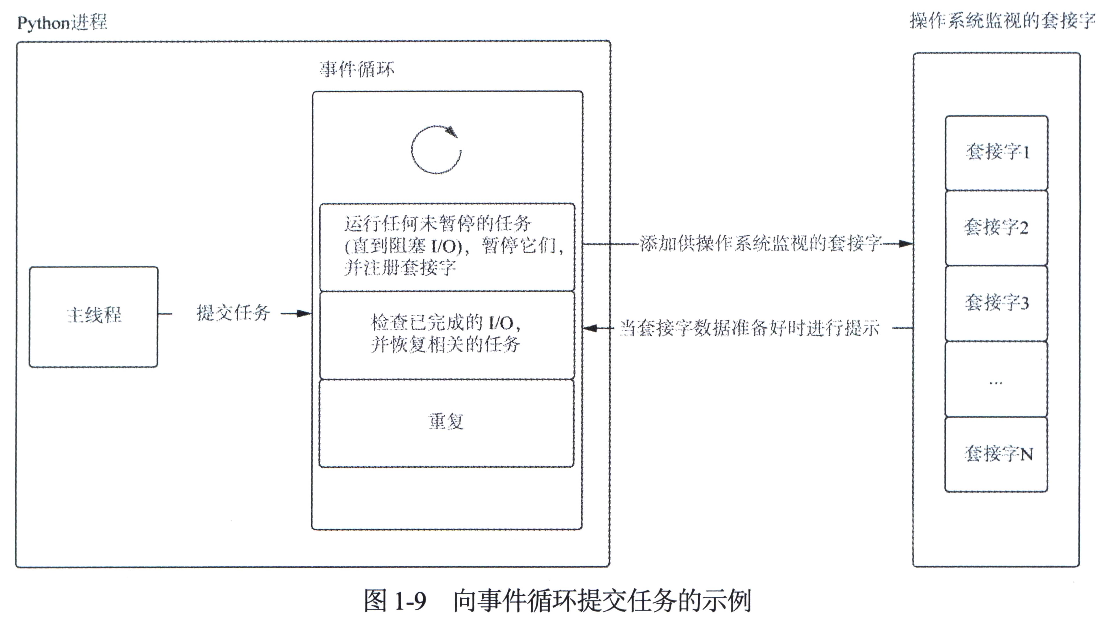 Python进程
操作系统监视的套接字
事件循环
运行任何未暂停的任务
(直到阻塞 I/O)，暂停它们，
并注册套接字
检查已完成的 I/O，
并恢复相关的任务
重复
主线程
提交任务
添加供操作系统监视的套接字
当套接字数据准备好时进行提示
套接字1
套接字2
套接字3
...
套接字N
图 1-9 向事件循环提交任务的示例